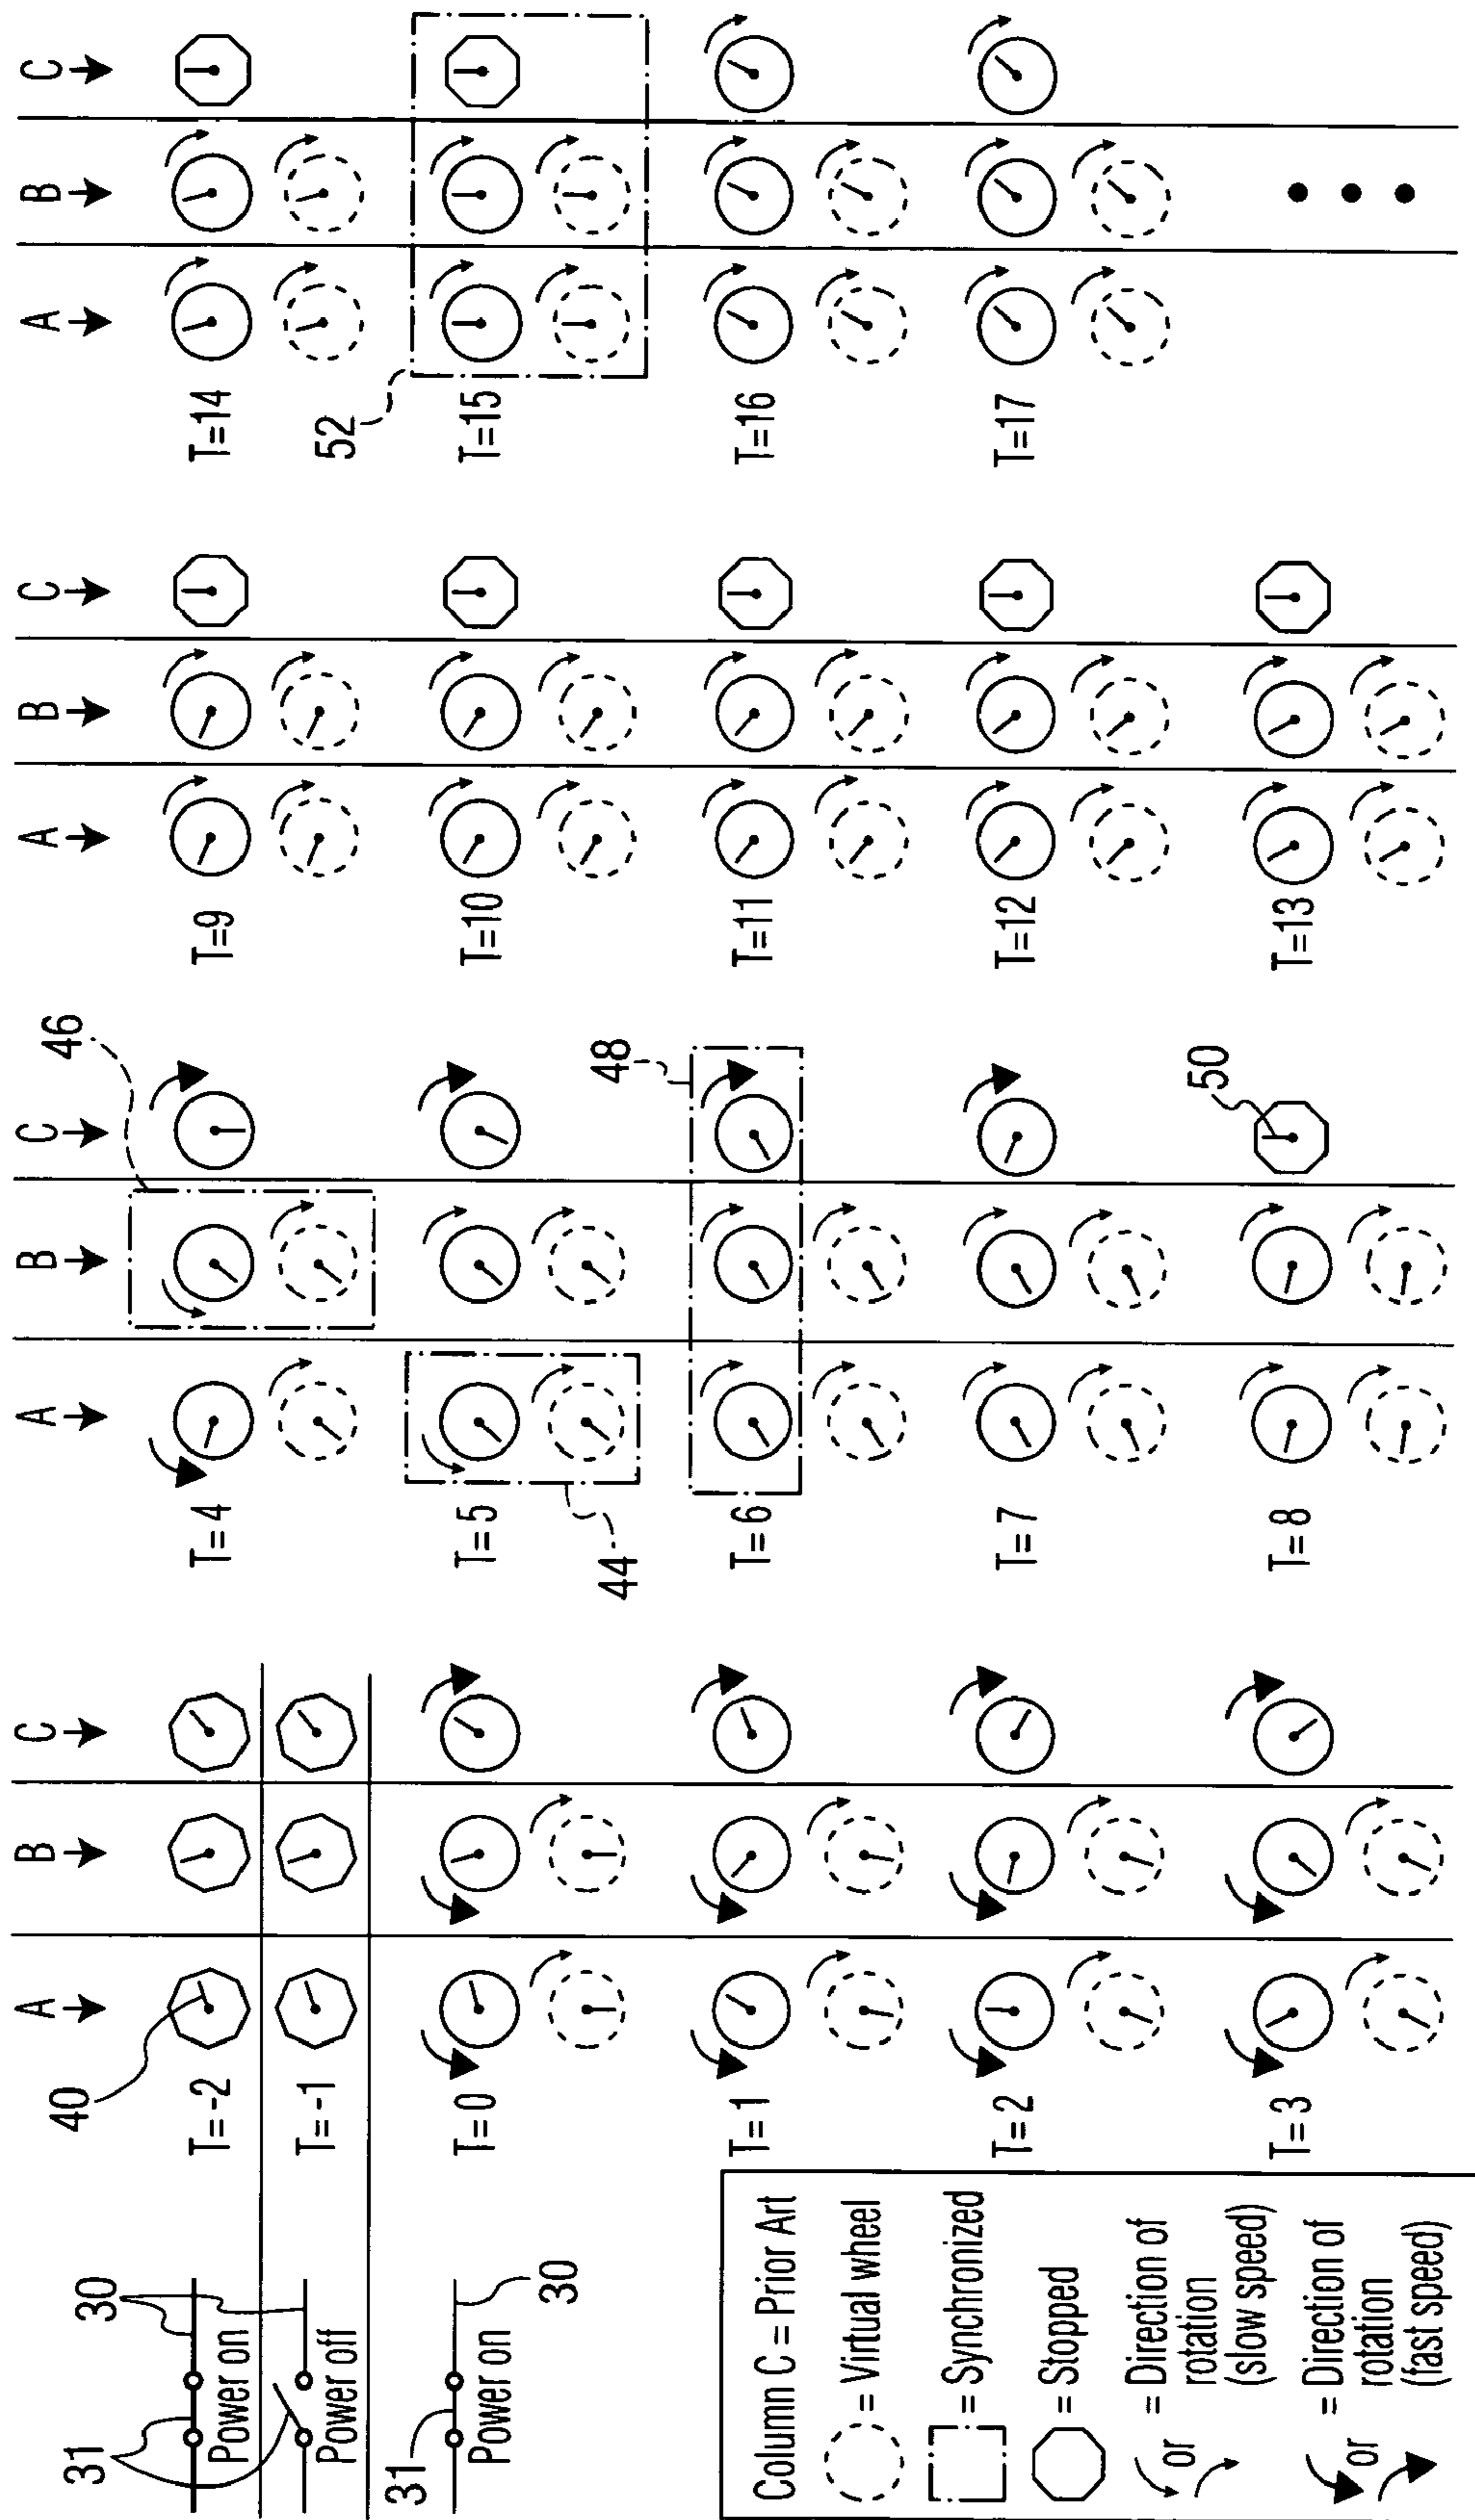 31
30
Power on
Power off
31
30
Power on
A
B
C
40
T=-2
T=-1
T=0
T=1
T=2
T=3
A
B
C
46
T=4
T=5
44
48
T=6
T=7
T=8
50
A
B
C
T=9
T=10
T=11
T=12
T=13
A
B
C
T=14
52
T=15
T=16
T=17
Column C = Prior Art
= Virtual wheel
= Synchronized
= Stopped
or = Direction of
rotation
(slow speed)
or = Direction of
rotation
(fast speed)